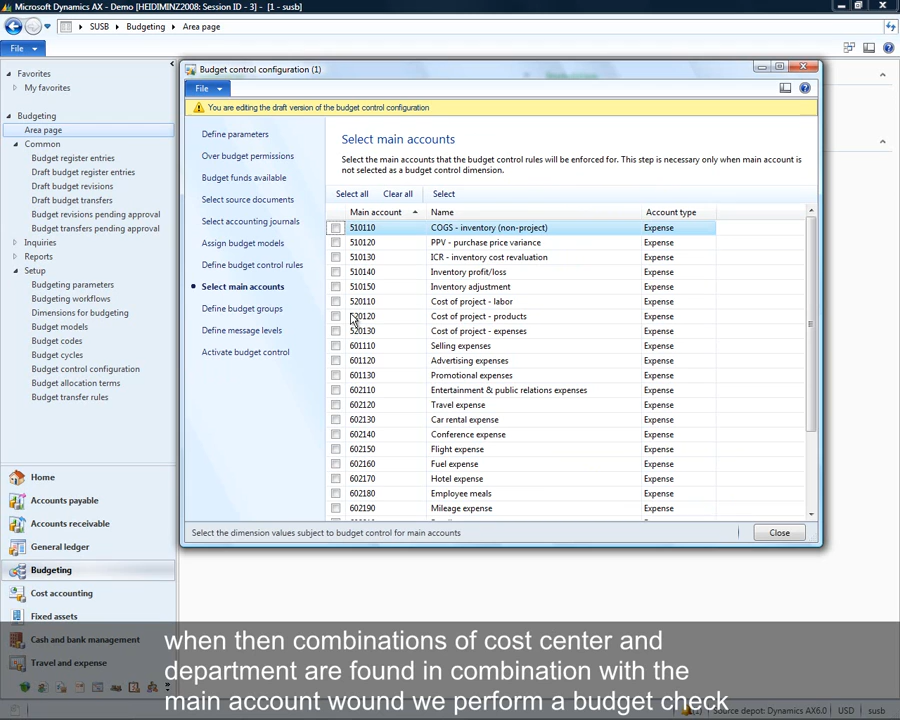 Microsoft Dynamics AX - Demo [HEIDIMINZ2008: Session ID - 3] - [1 - susb]
SUSB
Budgeting
Area page
File
Favorites
My favorites
Budgeting
Area page
Common
Budget register entries
Draft budget register entries
Draft budget revisions
Draft budget transfers
Budget revisions pending approval
Budget transfers pending approval
Inquiries
Reports
Setup
Budgeting parameters
Budgeting workflows
Dimensions for budgeting
Budget models
Budget codes
Budget cycles
Budget control configuration
Budget allocation terms
Budget transfer rules
Home
Accounts payable
Accounts receivable
General ledger
Budgeting
Cost accounting
Fixed assets
Cash and bank management
Travel and expense
Budget control configuration (1)
File
You are editing the draft version of the budget control configuration
Define parameters
Over budget permissions
Budget funds available
Select source documents
Select accounting journals
Assign budget models
Define budget control rules
Select main accounts
Define budget groups
Define message levels
Activate budget control
Select main accounts
Select the main accounts that the budget control rules will be enforced for. This step is necessary only when main account is
not selected as a budget control dimension.
Select all Clear all Select
Main account Name Account type
510110 COGS - inventory (non-project) Expense
510120 PPV - purchase price variance Expense
510130 ICR - inventory cost revaluation Expense
510140 Inventory profit/loss Expense
510150 Inventory adjustment Expense
520110 Cost of project - labor Expense
520120 Cost of project - products Expense
520130 Cost of project - expenses Expense
601110 Selling expenses Expense
601120 Advertising expenses Expense
601130 Promotional expenses Expense
602110 Entertainment & public relations expenses Expense
602120 Travel expense Expense
602130 Car rental expense Expense
602140 Conference expense Expense
602150 Flight expense Expense
602160 Fuel expense Expense
602170 Hotel expense Expense
602180 Employee meals Expense
602190 Mileage expense Expense
Select the dimension values subject to budget control for main accounts
Close
when then combinations of cost center and
department are found in combination with the
main account wound we perform a budget check
depot: Dynamics AX6.0 USD susb